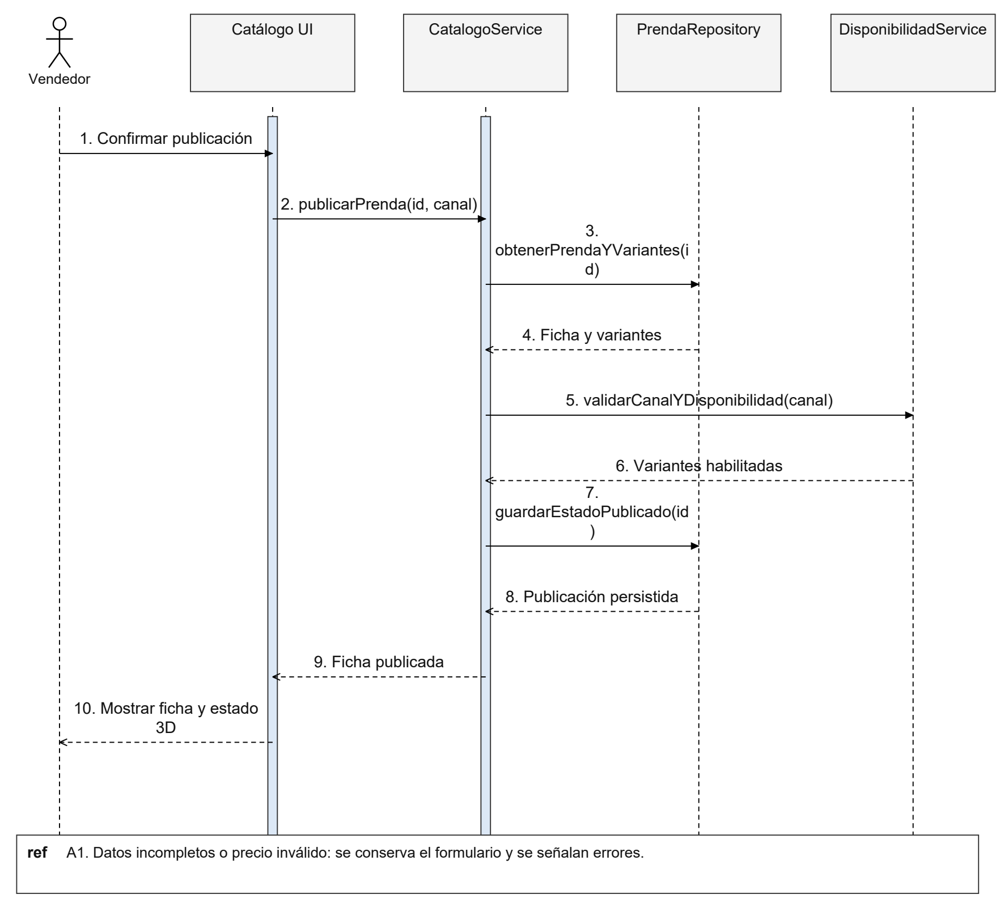 Vendedor
Catálogo UI
CatalogoService
PrendaRepository
DisponibilidadService
1. Confirmar publicación
2. publicarPrenda(id, canal)
3.
obtenerPrendaYVariantes(i
d)
4. Ficha y variantes
5. validarCanalYDisponibilidad(canal)
6. Variantes habilitadas
7.
guardarEstadoPublicado(id
)
8. Publicación persistida
9. Ficha publicada
10. Mostrar ficha y estado
3D
ref A1. Datos incompletos o precio inválido: se conserva el formulario y se señalan errores.